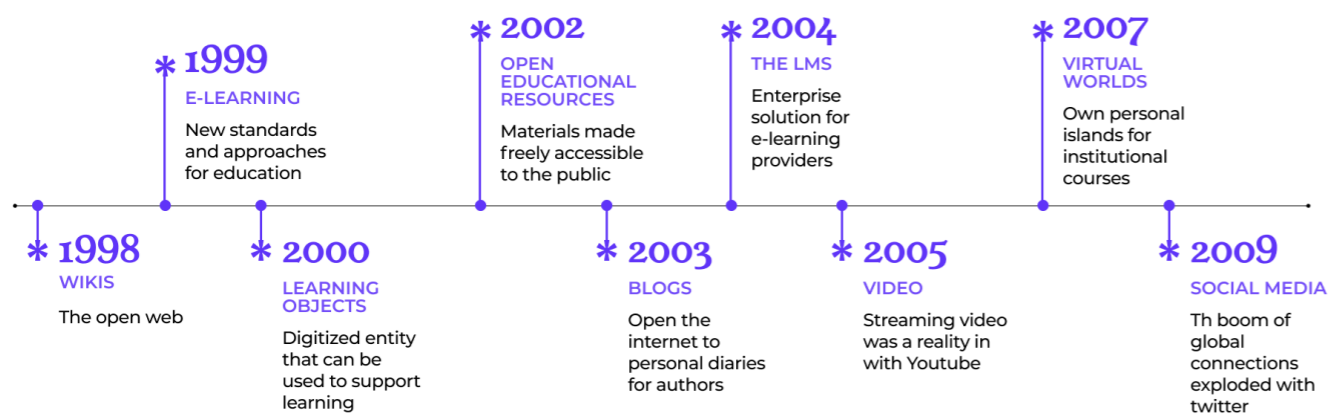 * 1998
WIKIS
The open web
* 1999
E-LEARNING
New standards
and approaches
for education
* 2000
LEARNING
OBJECTS
Digitized entity
that can be
used to support
learning
* 2002
OPEN
EDUCATIONAL
RESOURCES
Materials made
freely accessible
to the public
* 2003
BLOGS
Open the
internet to
personal diaries
for authors
* 2004
THE LMS
Enterprise
solution for
e-learning
providers
* 2005
VIDEO
Streaming video
was a reality in
with Youtube
* 2007
VIRTUAL
WORLDS
Own personal
islands for
institutional
courses
* 2009
SOCIAL MEDIA
Th boom of
global
connections
exploded with
twitter